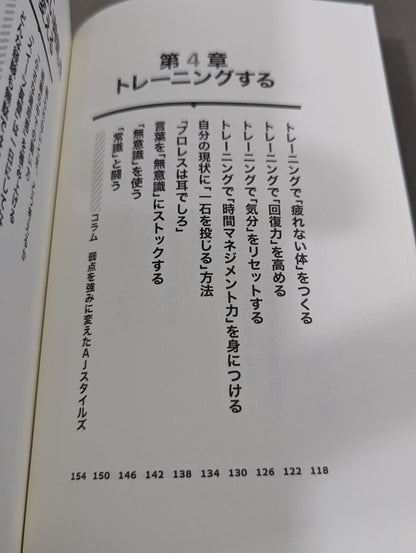 第4章
トレーニングする
トレーニングで「疲れない体」をつくる 118
トレーニングで「回復力」を高める 122
トレーニングで「気分」をリセットする 126
トレーニングで「時間マネジメント力」を身につける 130
自分の現状に「一石を投じる」方法 134
「プロレスは耳でしろ」 138
言葉を「無意識」にストックする 142
「無意識」を使う 146
「常識」と闘う 150
コラム 弱点を強みに変えたAJスタイルズ 154